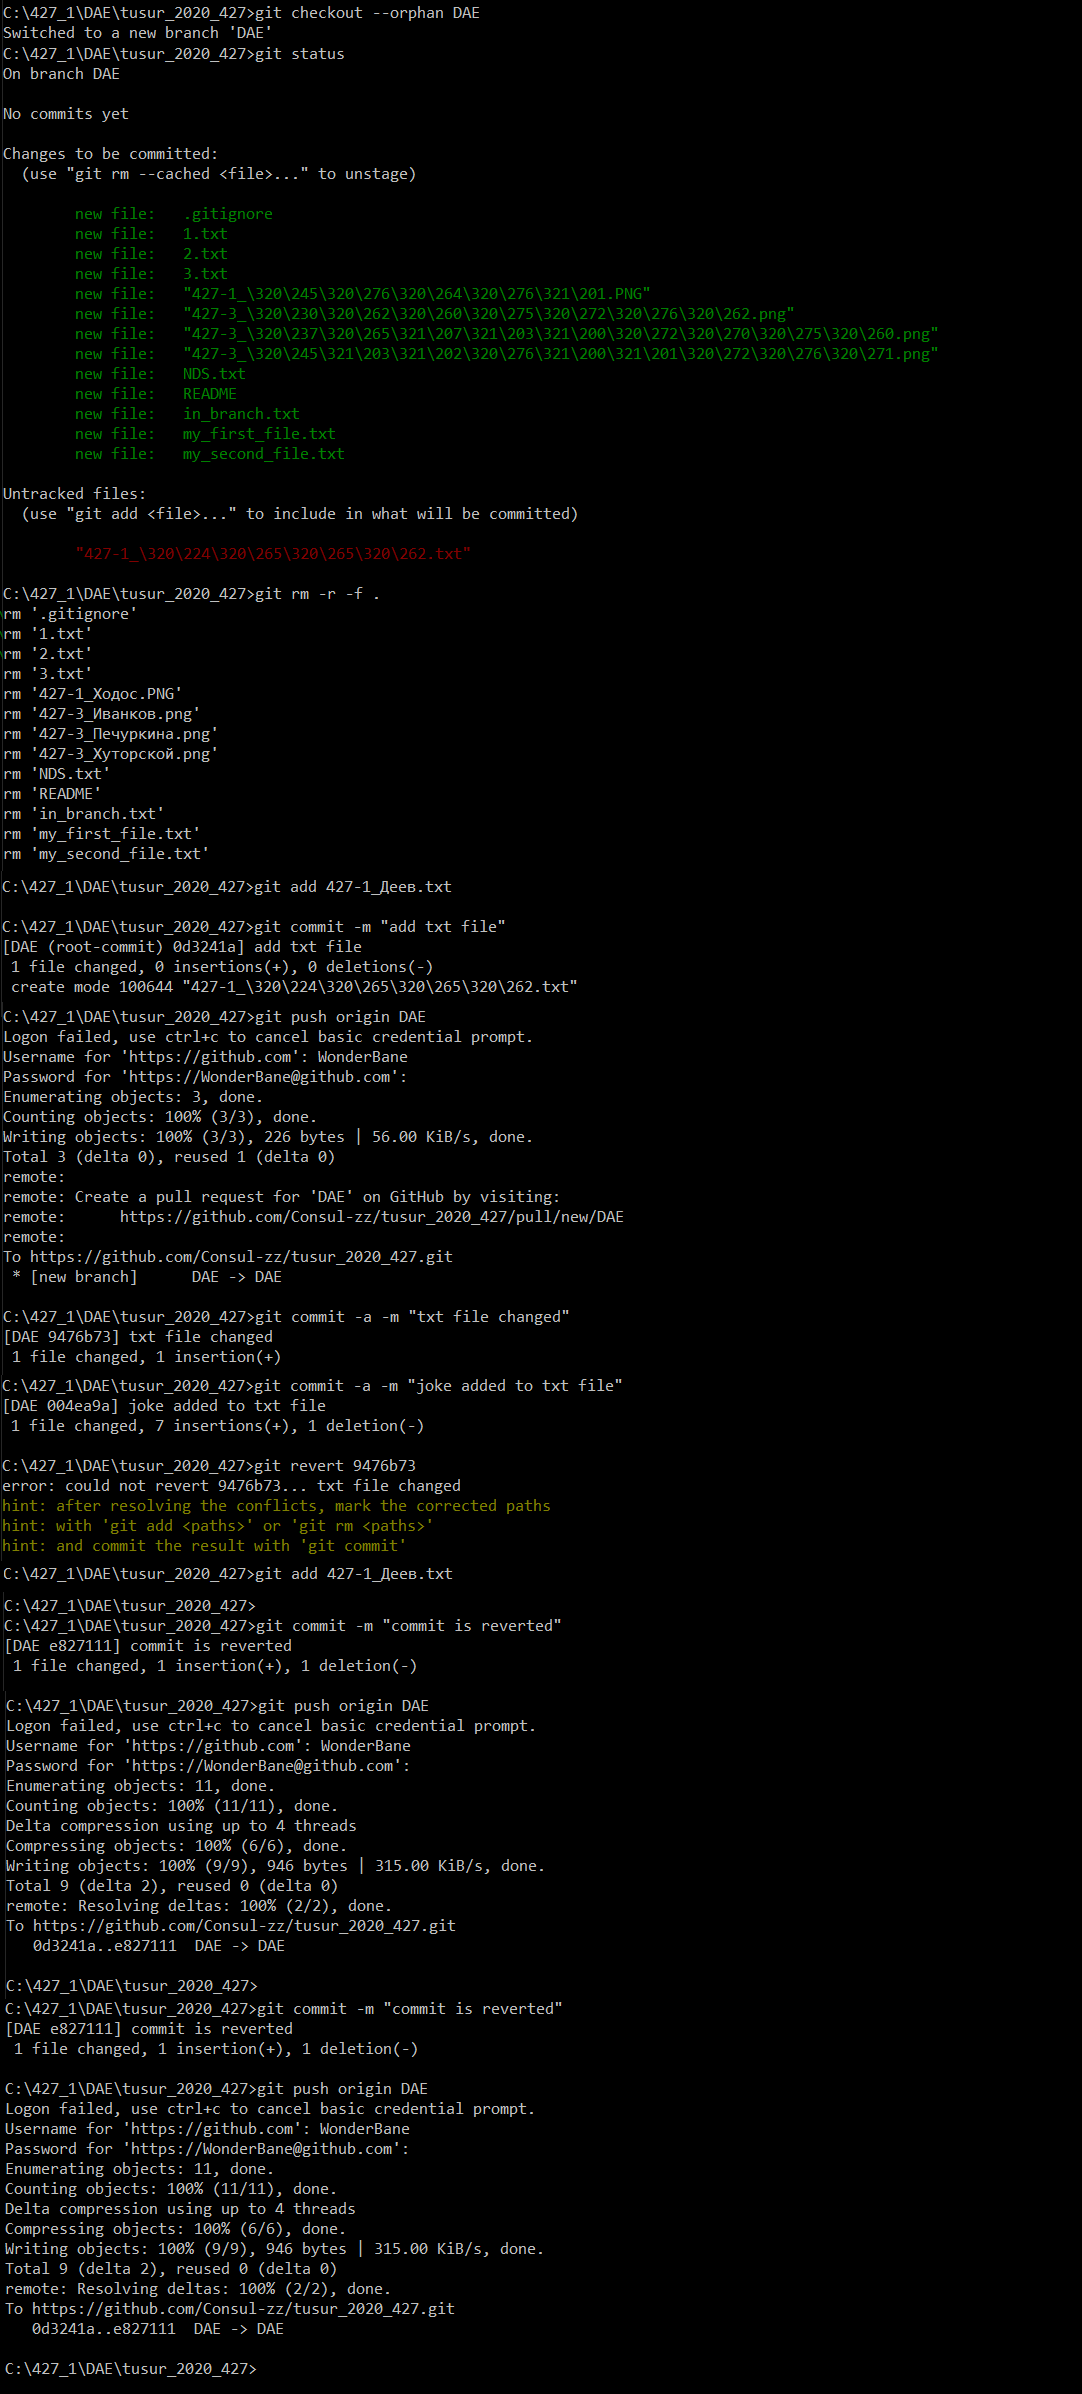 C:\427_1\DAE\tusur_2020_427>git checkout --orphan DAE
Switched to a new branch 'DAE'
C:\427_1\DAE\tusur_2020_427>git status
On branch DAE
No commits yet
Changes to be committed:
  (use "git rm --cached <file>..." to unstage)
        new file:   .gitignore
        new file:   1.txt
        new file:   2.txt
        new file:   3.txt
        new file:   "427-1_\320\245\320\276\320\264\320\276\321\201.PNG"
        new file:   "427-3_\320\230\320\262\320\260\320\275\320\272\320\276\320\262.png"
        new file:   "427-3_\320\237\320\265\321\207\321\203\321\200\320\272\320\270\320\275\320\260.png"
        new file:   "427-3_\320\245\321\203\321\202\320\276\321\200\321\201\320\272\320\276\320\271.png"
        new file:   NDS.txt
        new file:   README
        new file:   in_branch.txt
        new file:   my_first_file.txt
        new file:   my_second_file.txt
Untracked files:
  (use "git add <file>..." to include in what will be committed)
        "427-1_\320\224\320\265\320\265\320\262.txt"
C:\427_1\DAE\tusur_2020_427>git rm -r -f .
rm '.gitignore'
rm '1.txt'
rm '2.txt'
rm '3.txt'
rm '427-1_Ходос.PNG'
rm '427-3_Иванков.png'
rm '427-3_Печуркина.png'
rm '427-3_Хуторской.png'
rm 'NDS.txt'
rm 'README'
rm 'in_branch.txt'
rm 'my_first_file.txt'
rm 'my_second_file.txt'
C:\427_1\DAE\tusur_2020_427>git add 427-1_Деев.txt
C:\427_1\DAE\tusur_2020_427>git commit -m "add txt file"
[DAE (root-commit) 0d3241a] add txt file
 1 file changed, 0 insertions(+), 0 deletions(-)
 create mode 100644 "427-1_\320\224\320\265\320\265\320\262.txt"
C:\427_1\DAE\tusur_2020_427>git push origin DAE
Logon failed, use ctrl+c to cancel basic credential prompt.
Username for 'https://github.com': WonderBane
Password for 'https://WonderBane@github.com':
Enumerating objects: 3, done.
Counting objects: 100% (3/3), done.
Writing objects: 100% (3/3), 226 bytes | 56.00 KiB/s, done.
Total 3 (delta 0), reused 1 (delta 0)
remote:
remote: Create a pull request for 'DAE' on GitHub by visiting:
remote:      https://github.com/Consul-zz/tusur_2020_427/pull/new/DAE
remote:
To https://github.com/Consul-zz/tusur_2020_427.git
 * [new branch]      DAE -> DAE
C:\427_1\DAE\tusur_2020_427>git commit -a -m "txt file changed"
[DAE 9476b73] txt file changed
 1 file changed, 1 insertion(+)
C:\427_1\DAE\tusur_2020_427>git commit -a -m "joke added to txt file"
[DAE 004ea9a] joke added to txt file
 1 file changed, 7 insertions(+), 1 deletion(-)
C:\427_1\DAE\tusur_2020_427>git revert 9476b73
error: could not revert 9476b73... txt file changed
hint: after resolving the conflicts, mark the corrected paths
hint: with 'git add <paths>' or 'git rm <paths>'
hint: and commit the result with 'git commit'
C:\427_1\DAE\tusur_2020_427>git add 427-1_Деев.txt
C:\427_1\DAE\tusur_2020_427>
C:\427_1\DAE\tusur_2020_427>git commit -m "commit is reverted"
[DAE e827111] commit is reverted
 1 file changed, 1 insertion(+), 1 deletion(-)
C:\427_1\DAE\tusur_2020_427>git push origin DAE
Logon failed, use ctrl+c to cancel basic credential prompt.
Username for 'https://github.com': WonderBane
Password for 'https://WonderBane@github.com':
Enumerating objects: 11, done.
Counting objects: 100% (11/11), done.
Delta compression using up to 4 threads
Compressing objects: 100% (6/6), done.
Writing objects: 100% (9/9), 946 bytes | 315.00 KiB/s, done.
Total 9 (delta 2), reused 0 (delta 0)
remote: Resolving deltas: 100% (2/2), done.
To https://github.com/Consul-zz/tusur_2020_427.git
   0d3241a..e827111  DAE -> DAE
C:\427_1\DAE\tusur_2020_427>
C:\427_1\DAE\tusur_2020_427>git commit -m "commit is reverted"
[DAE e827111] commit is reverted
 1 file changed, 1 insertion(+), 1 deletion(-)
C:\427_1\DAE\tusur_2020_427>git push origin DAE
Logon failed, use ctrl+c to cancel basic credential prompt.
Username for 'https://github.com': WonderBane
Password for 'https://WonderBane@github.com':
Enumerating objects: 11, done.
Counting objects: 100% (11/11), done.
Delta compression using up to 4 threads
Compressing objects: 100% (6/6), done.
Writing objects: 100% (9/9), 946 bytes | 315.00 KiB/s, done.
Total 9 (delta 2), reused 0 (delta 0)
remote: Resolving deltas: 100% (2/2), done.
To https://github.com/Consul-zz/tusur_2020_427.git
   0d3241a..e827111  DAE -> DAE
C:\427_1\DAE\tusur_2020_427>